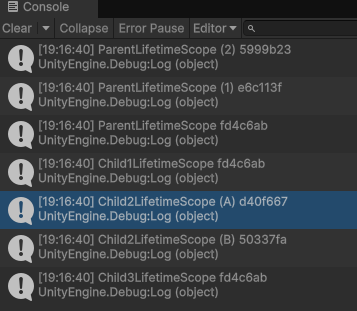 Console
Clear Collapse Error Pause Editor
[19:16:40] ParentLifetimeScope (2) 5999b23
UnityEngine.Debug:Log (object)
[19:16:40] ParentLifetimeScope (1) e6c113f
UnityEngine.Debug:Log (object)
[19:16:40] ParentLifetimeScope fd4c6ab
UnityEngine.Debug:Log (object)
[19:16:40] Child1LifetimeScope fd4c6ab
UnityEngine.Debug:Log (object)
[19:16:40] Child2LifetimeScope (A) d40f667
UnityEngine.Debug:Log (object)
[19:16:40] Child2LifetimeScope (B) 50337fa
UnityEngine.Debug:Log (object)
[19:16:40] Child3LifetimeScope fd4c6ab
UnityEngine.Debug:Log (object)